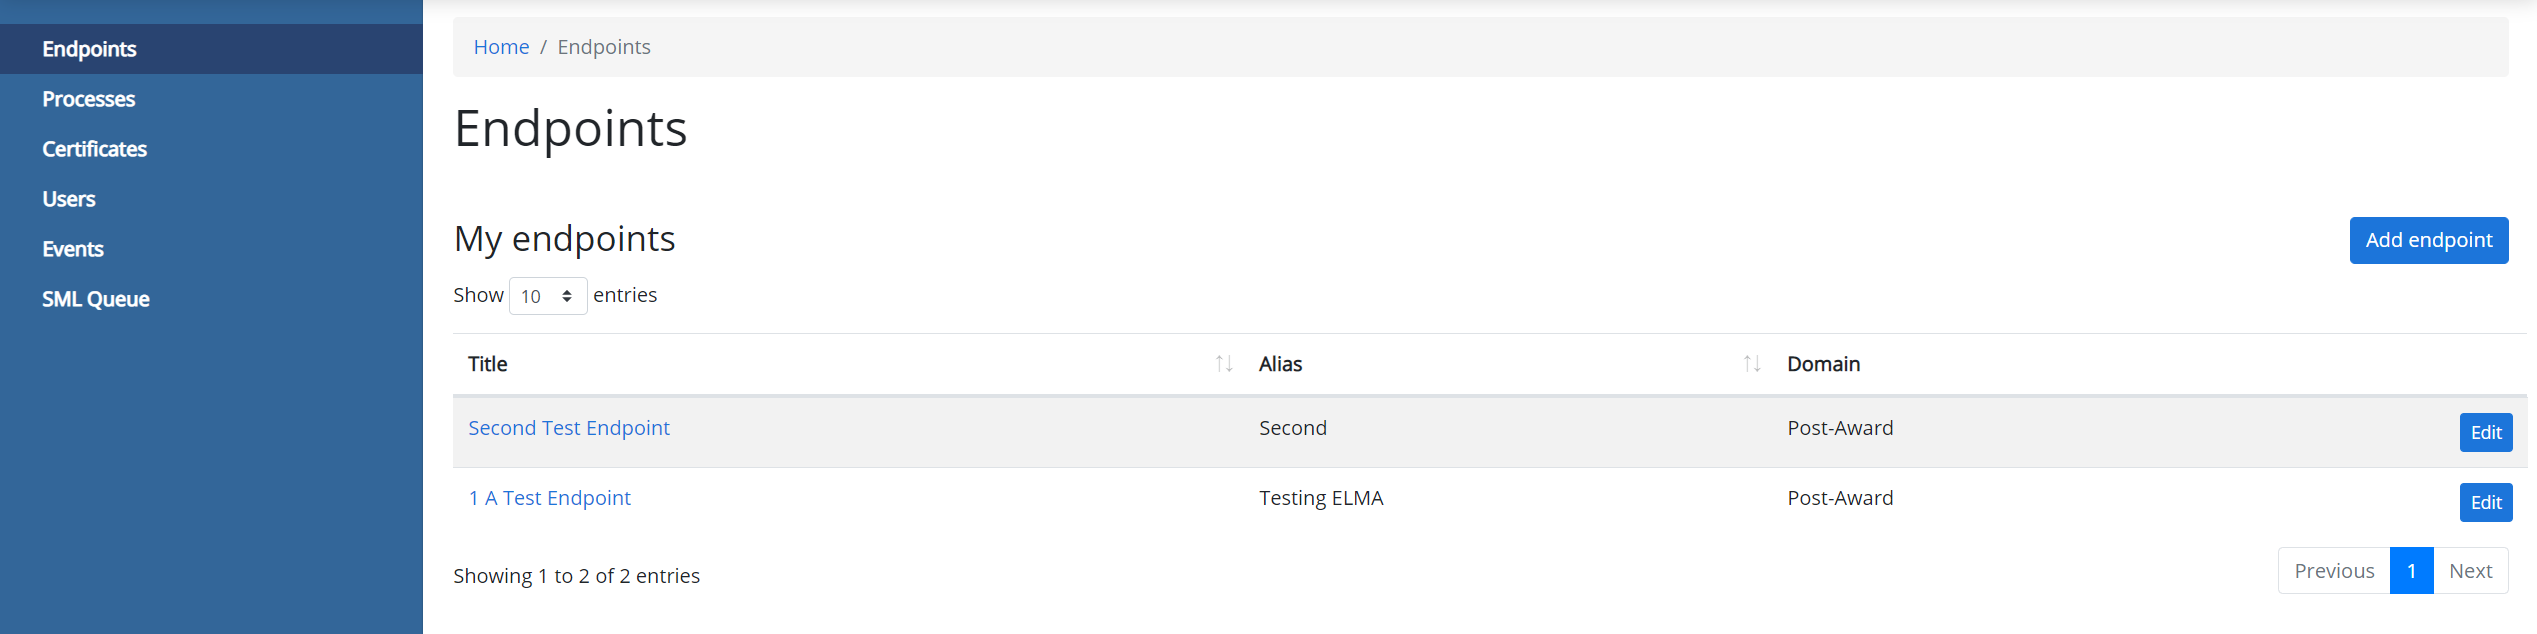 Endpoints
Processes
Certificates
Users
Events
SML Queue
Home / Endpoints
Endpoints
My endpoints
Add endpoint
Show 10 entries
Title Alias Domain
Second Test Endpoint Second Post-Award Edit
1 A Test Endpoint Testing ELMA Post-Award Edit
Showing 1 to 2 of 2 entries
Previous 1 Next